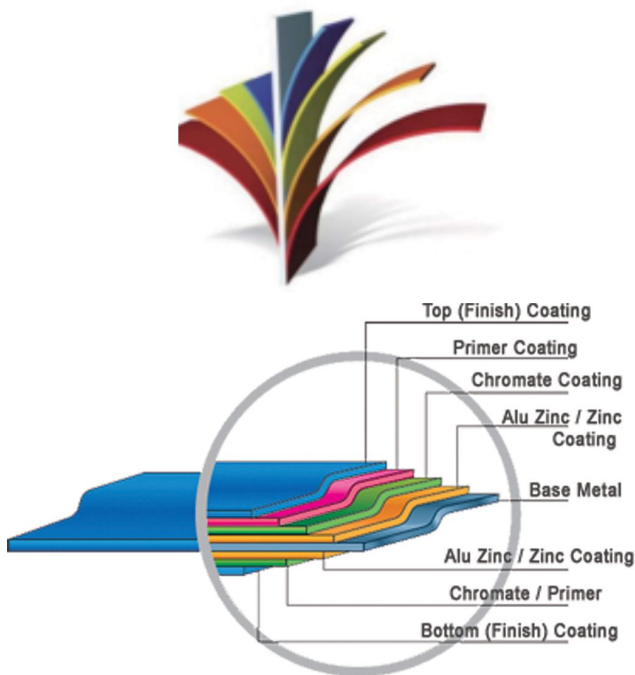 Top (Finish) Coating
Primer Coating
Chromate Coating
Alu Zinc / Zinc
Coating
Base Metal
Alu Zinc / Zinc Coating
Chromate / Primer
Bottom (Finish) Coating